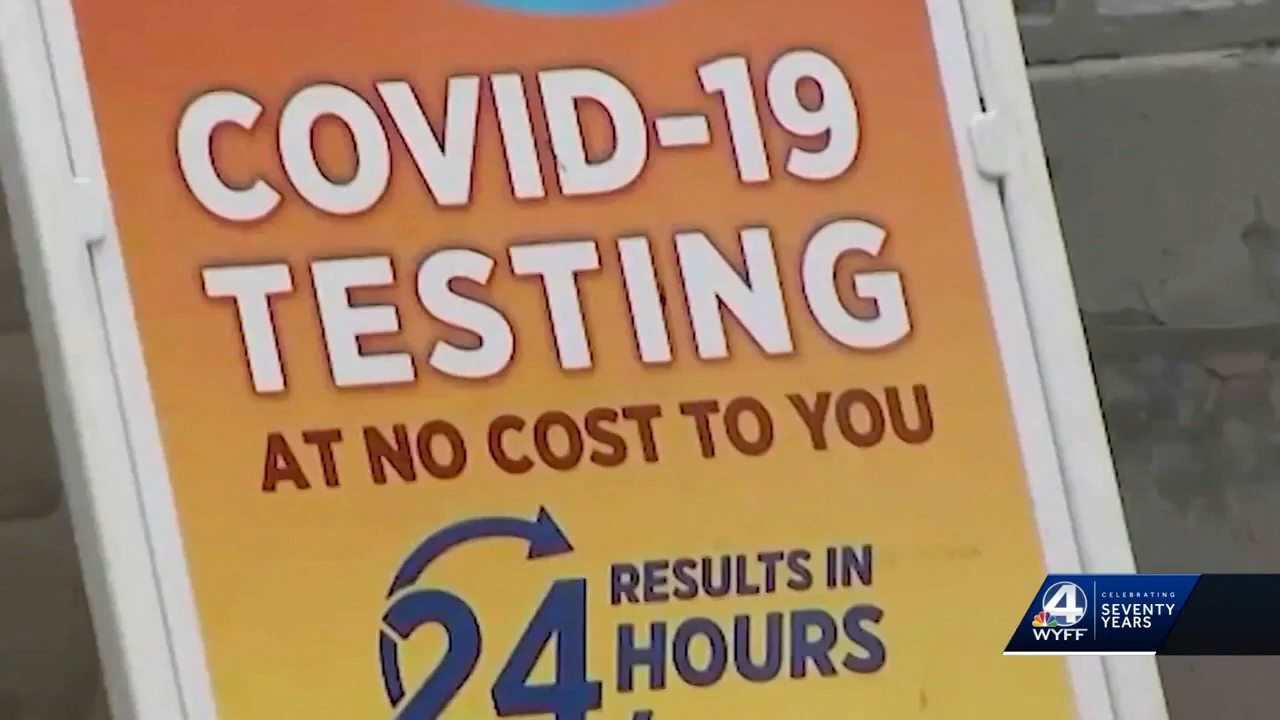 COVID-19
TESTING
AT NO COST TO YOU
24 RESULTS IN
HOURS
4
WYFF
CELEBRATING
SEVENTY
YEARS